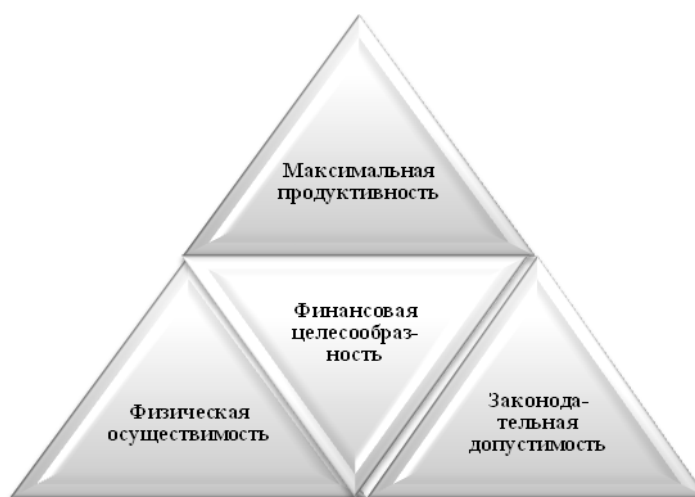 Максимальная
продуктивность
Финансовая
целесообраз-
ность
Физическая
осуществимость
Законода-
тельная
допустимость